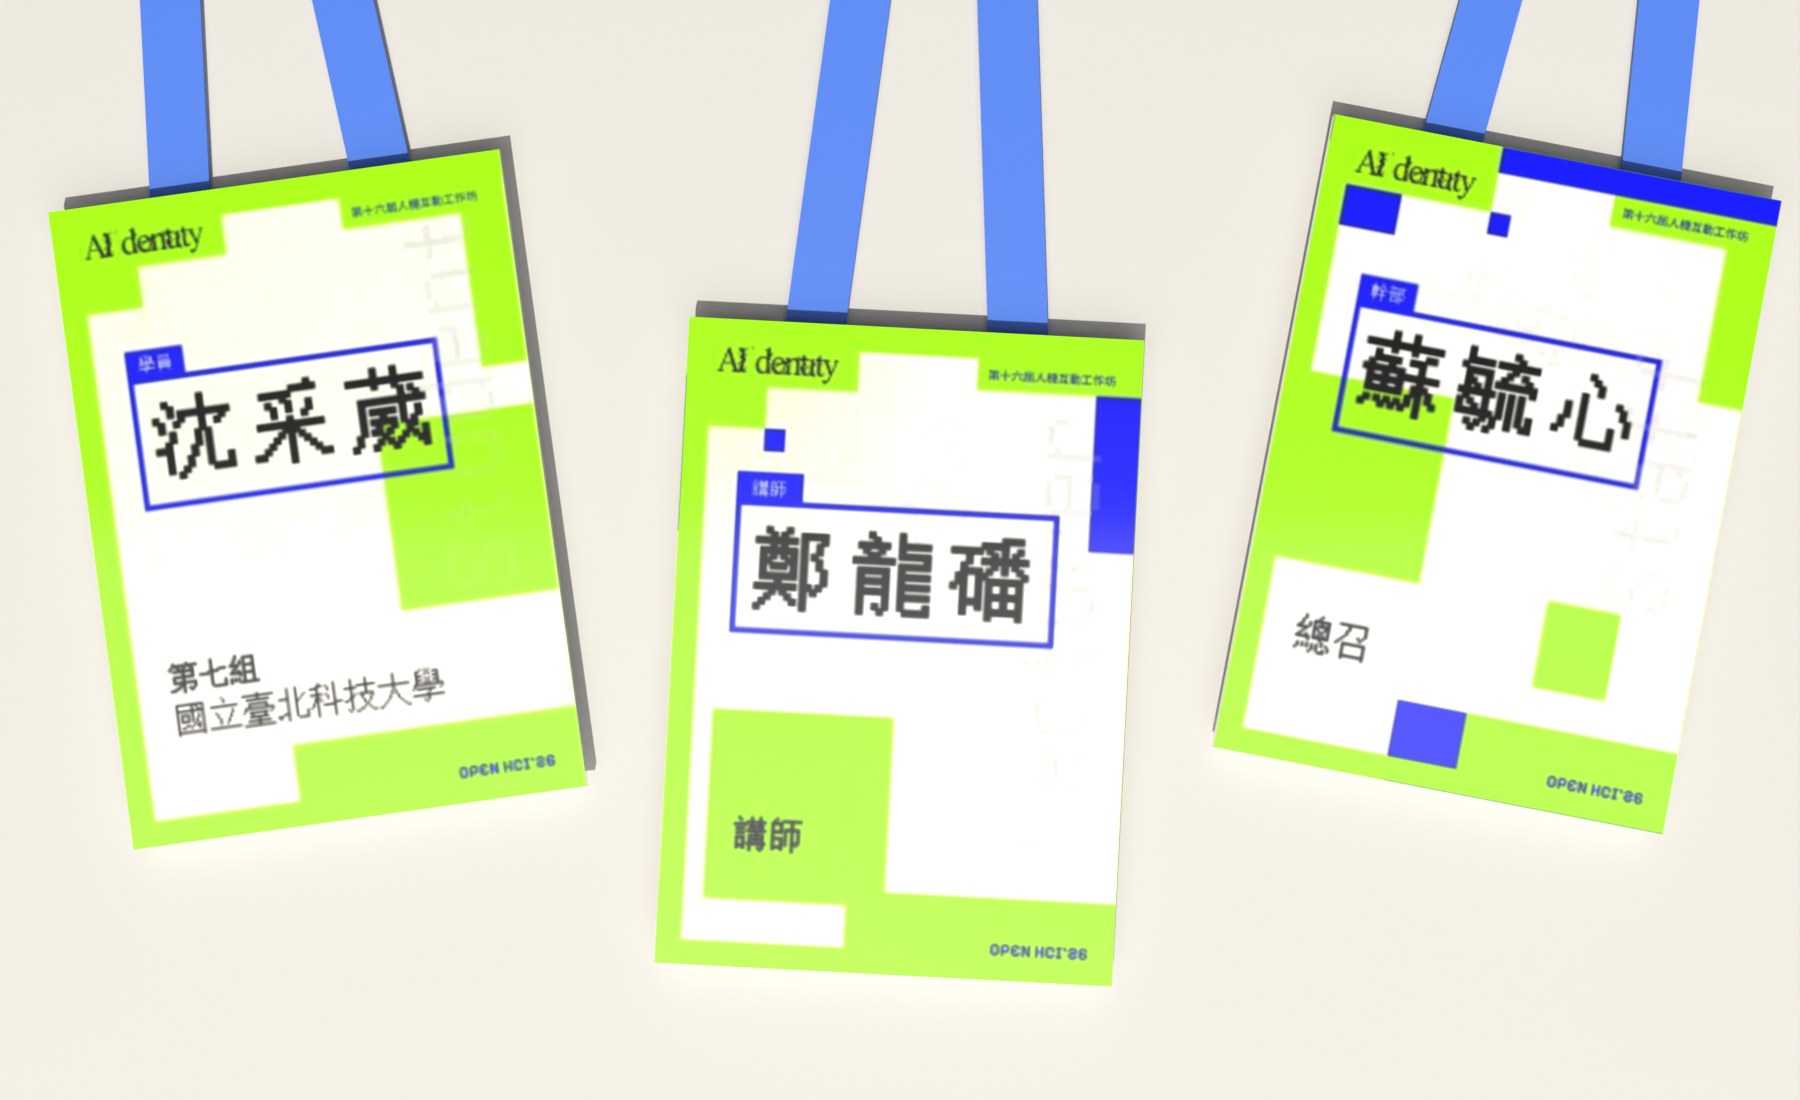 AI'dentity
第十六屆人機互動工作坊
學員
沈采葳
第七組
國立臺北科技大學
OPEN HCI'26
AI'dentity
第十六屆人機互動工作坊
講師
鄭龍磻
講師
OPEN HCI'26
AI'dentity
第十六屆人機互動工作坊
幹部
蘇毓心
總召
OPEN HCI'26